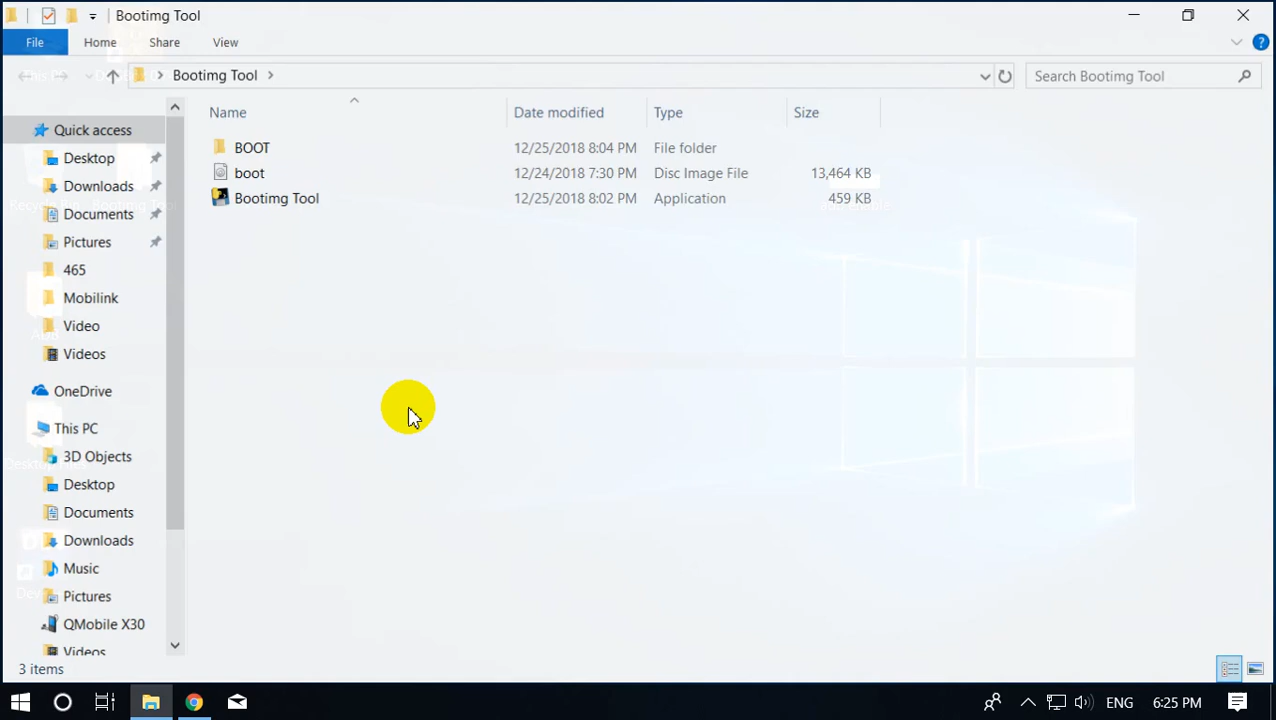 Bootimg Tool
File Home Share View
Bootimg Tool
Search Bootimg Tool
Name Date modified Type Size
BOOT 12/25/2018 8:04 PM File folder
boot 12/24/2018 7:30 PM Disc Image File 13,464 KB
Bootimg Tool 12/25/2018 8:02 PM Application 459 KB
Quick access
Desktop
Downloads
Documents
Pictures
465
Mobilink
Video
Videos
OneDrive
This PC
3D Objects
Desktop
Documents
Downloads
Music
Pictures
QMobile X30
Videos
3 items
ENG 6:25 PM